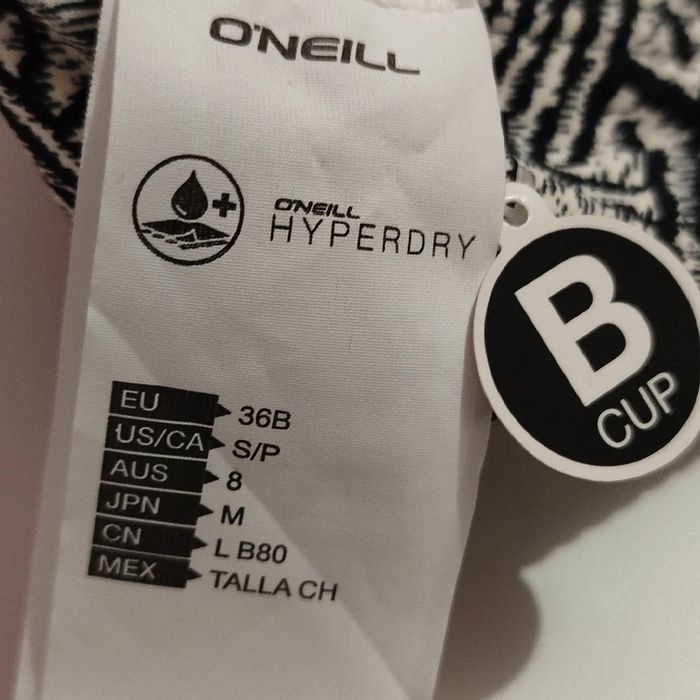 O'NEILL
O'NEILL
HYPERDRY
B
CUP
EU 36B
US/CA S/P
AUS 8
JPN M
CN L B80
MEX TALLA CH